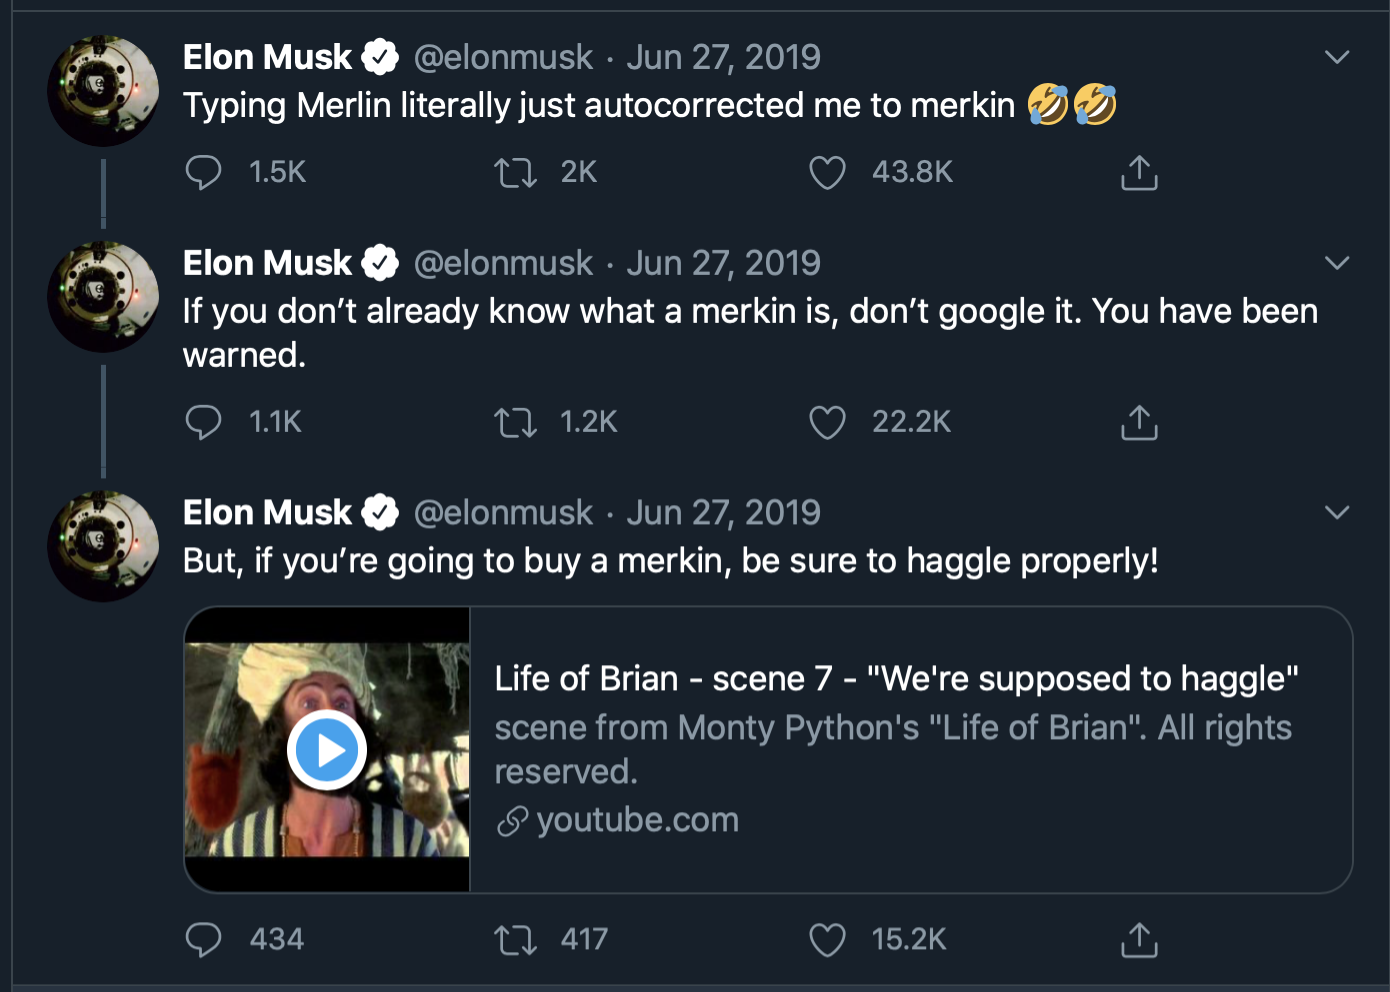 Elon Musk @elonmusk · Jun 27, 2019
Typing Merlin literally just autocorrected me to merkin 🤣🤣
1.5K 2K 43.8K
Elon Musk @elonmusk · Jun 27, 2019
If you don’t already know what a merkin is, don’t google it. You have been
warned.
1.1K 1.2K 22.2K
Elon Musk @elonmusk · Jun 27, 2019
But, if you’re going to buy a merkin, be sure to haggle properly!
Life of Brian - scene 7 - "We're supposed to haggle"
scene from Monty Python's "Life of Brian". All rights
reserved.
youtube.com
434 417 15.2K